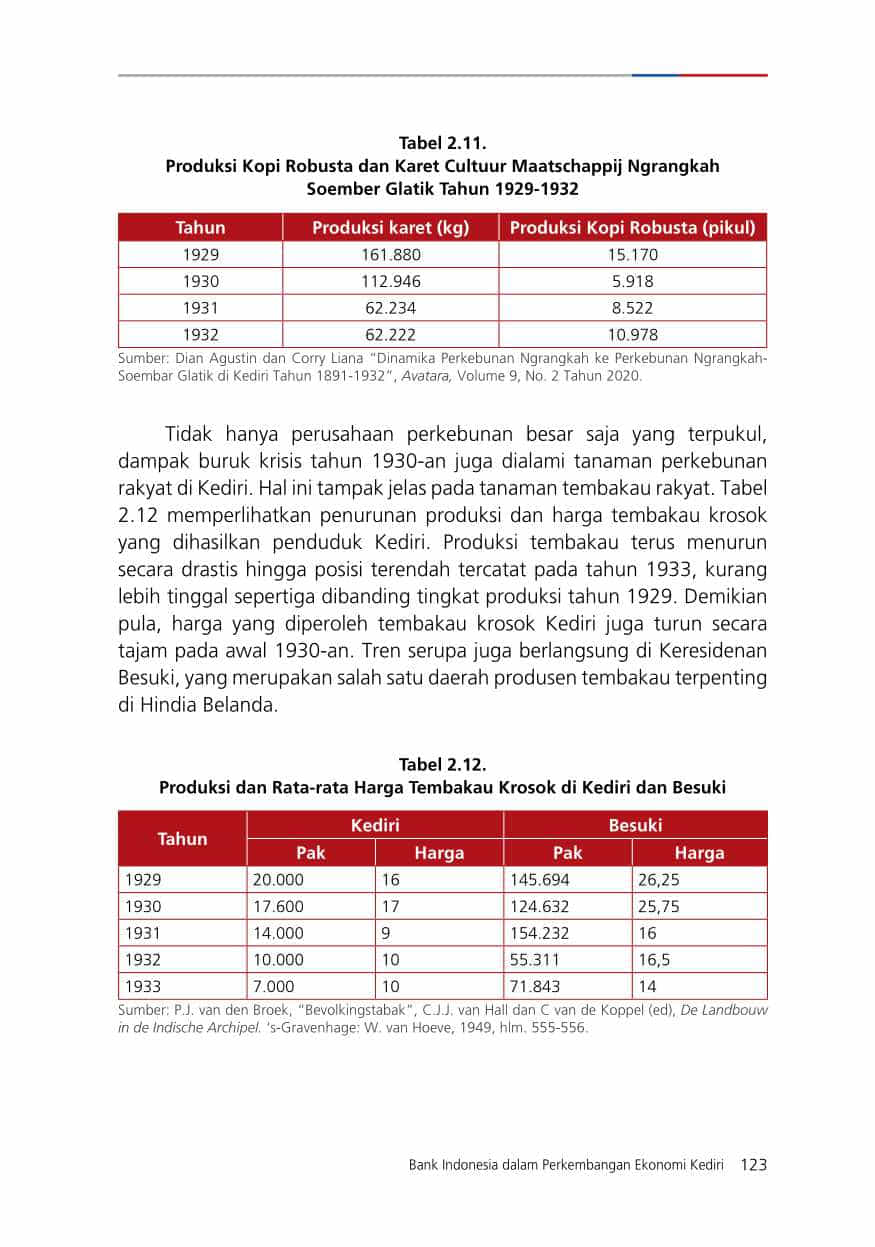 Tabel 2.11.
Produksi Kopi Robusta dan Karet Cultuur Maatschappij Ngrangkah
Soember Glatik Tahun 1929-1932
Tahun Produksi karet (kg) Produksi Kopi Robusta (pikul)
1929 161.880 15.170
1930 112.946 5.918
1931 62.234 8.522
1932 62.222 10.978
Sumber: Dian Agustin dan Corry Liana “Dinamika Perkebunan Ngrangkah ke Perkebunan Ngrangkah-
Soembar Glatik di Kediri Tahun 1891-1932”, Avatara, Volume 9, No. 2 Tahun 2020.
Tidak hanya perusahaan perkebunan besar saja yang terpukul,
dampak buruk krisis tahun 1930-an juga dialami tanaman perkebunan
rakyat di Kediri. Hal ini tampak jelas pada tanaman tembakau rakyat. Tabel
2.12 memperlihatkan penurunan produksi dan harga tembakau krosok
yang dihasilkan penduduk Kediri. Produksi tembakau terus menurun
secara drastis hingga posisi terendah tercatat pada tahun 1933, kurang
lebih tinggal sepertiga dibanding tingkat produksi tahun 1929. Demikian
pula, harga yang diperoleh tembakau krosok Kediri juga turun secara
tajam pada awal 1930-an. Tren serupa juga berlangsung di Keresidenan
Besuki, yang merupakan salah satu daerah produsen tembakau terpenting
di Hindia Belanda.
Tabel 2.12.
Produksi dan Rata-rata Harga Tembakau Krosok di Kediri dan Besuki
Tahun Kediri Besuki
Pak Harga Pak Harga
1929 20.000 16 145.694 26,25
1930 17.600 17 124.632 25,75
1931 14.000 9 154.232 16
1932 10.000 10 55.311 16,5
1933 7.000 10 71.843 14
Sumber: P.J. van den Broek, “Bevolkingstabak”, C.J.J. van Hall dan C van de Koppel (ed), De Landbouw
in de Indische Archipel. ‘s-Gravenhage: W. van Hoeve, 1949, hlm. 555-556.
Bank Indonesia dalam Perkembangan Ekonomi Kediri 123